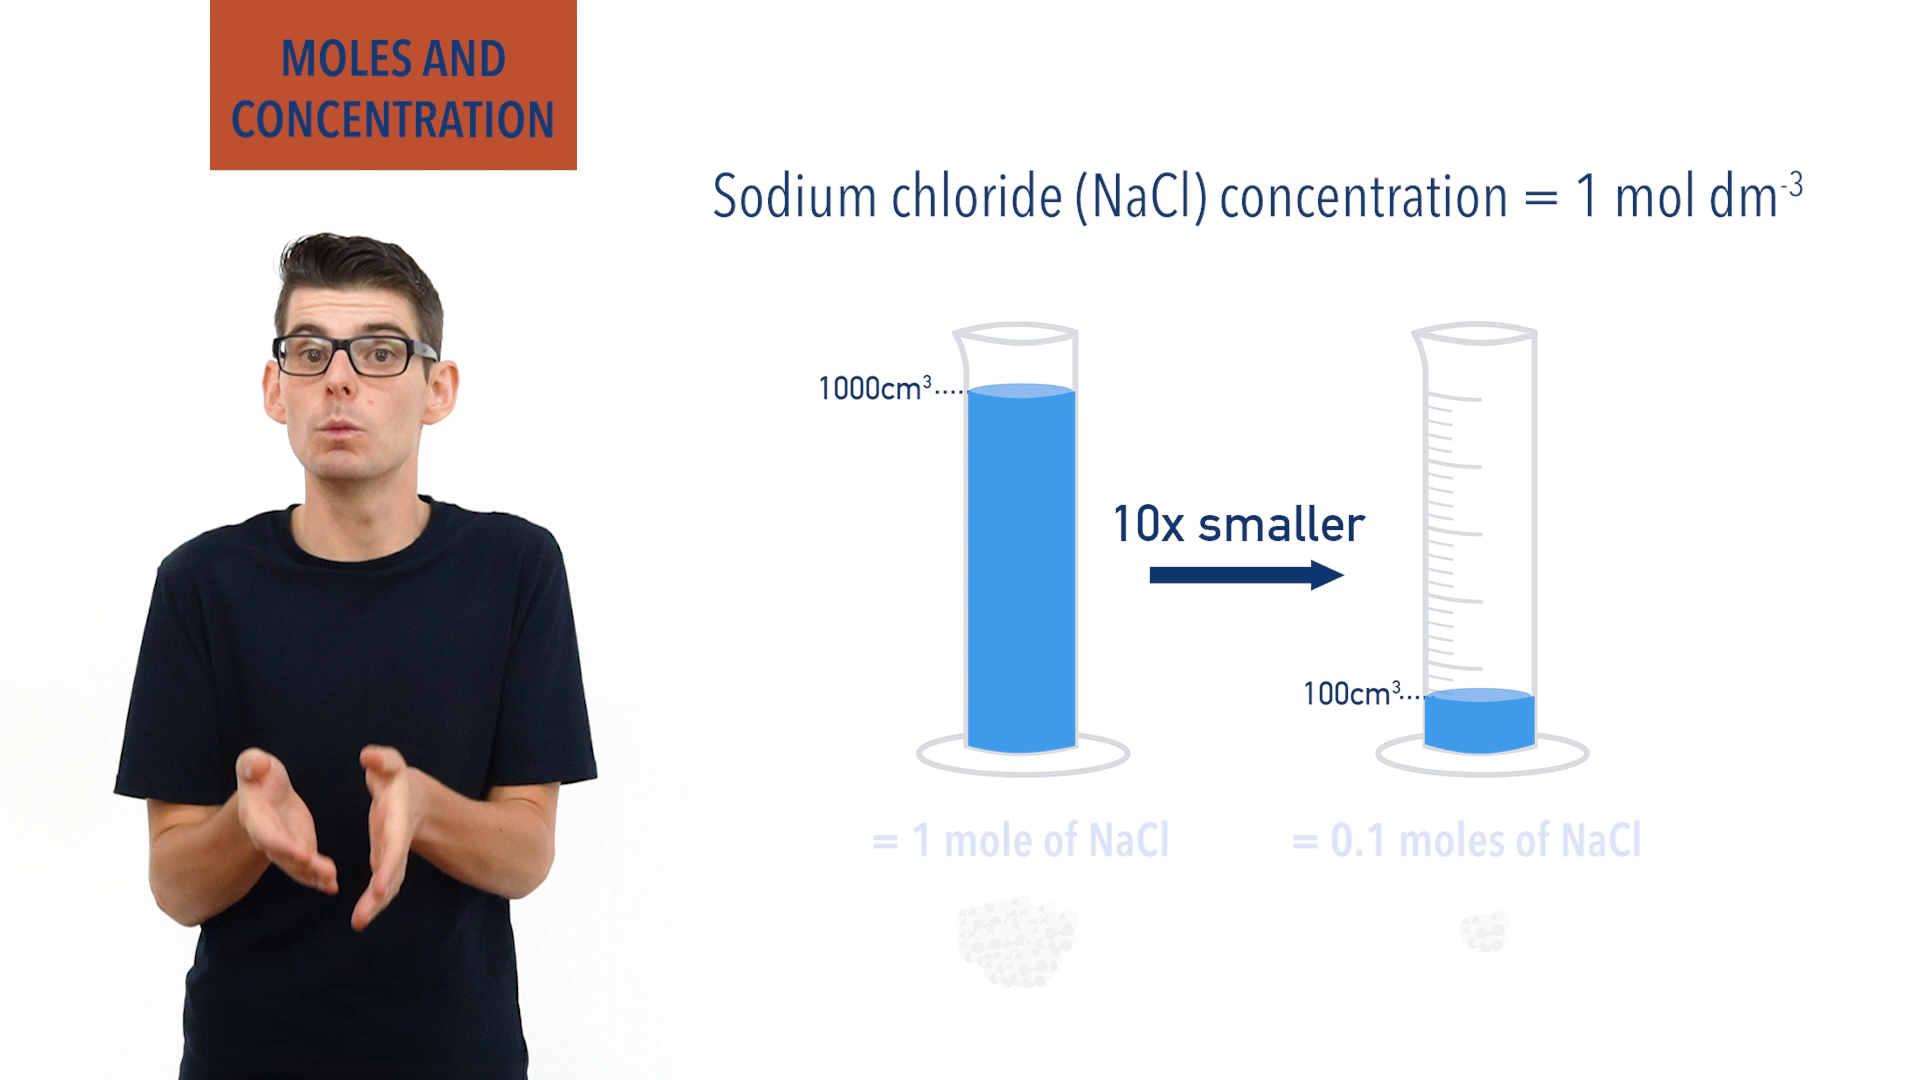 MOLES AND
CONCENTRATION
Sodium chloride (NaCl) concentration = 1 mol dm⁻³
1000cm³
10x smaller
100cm³
= 1 mole of NaCl
= 0.1 moles of NaCl